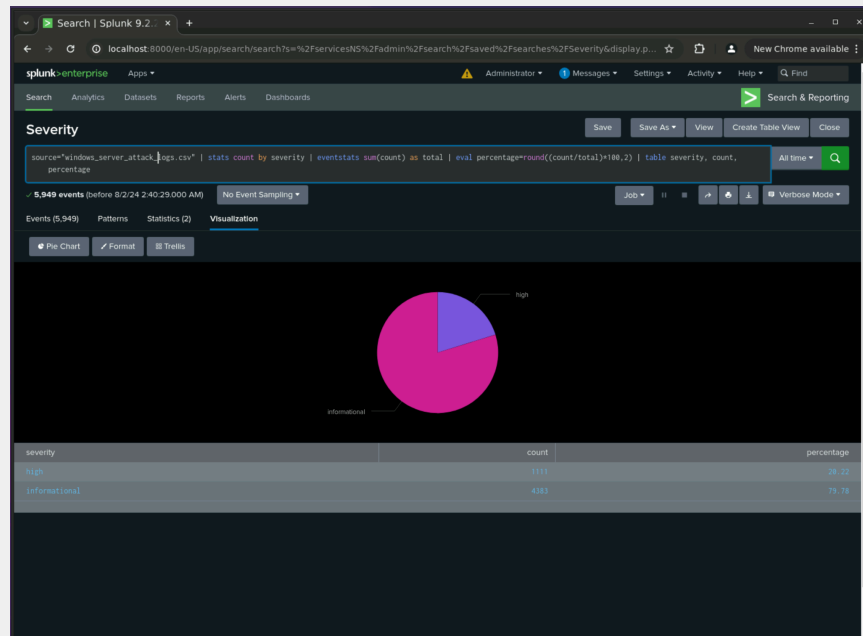 Search | Splunk 9.2.2 × +
localhost:8000/en-US/app/search/search?s=%2FservicesNS%2Fadmin%2Fsearch%2Fsaved%2Fsearches%2FSeverity&display.p... New Chrome available
splunk>enterprise Apps Administrator 1 Messages Settings Activity Help Find
Search Analytics Datasets Reports Alerts Dashboards > Search & Reporting
Severity Save Save As View Create Table View Close
source="windows_server_attack_logs.csv" | stats count by severity | eventstats sum(count) as total | eval percentage=round((count/total)*100,2) | table severity, count, All time
percentage
✓ 5,949 events (before 8/2/24 2:40:29.000 AM) No Event Sampling Job Verbose Mode
Events (5,949) Patterns Statistics (2) Visualization
Pie Chart Format Trellis
high
informational
severity count percentage
high 1111 20.22
informational 4383 79.78